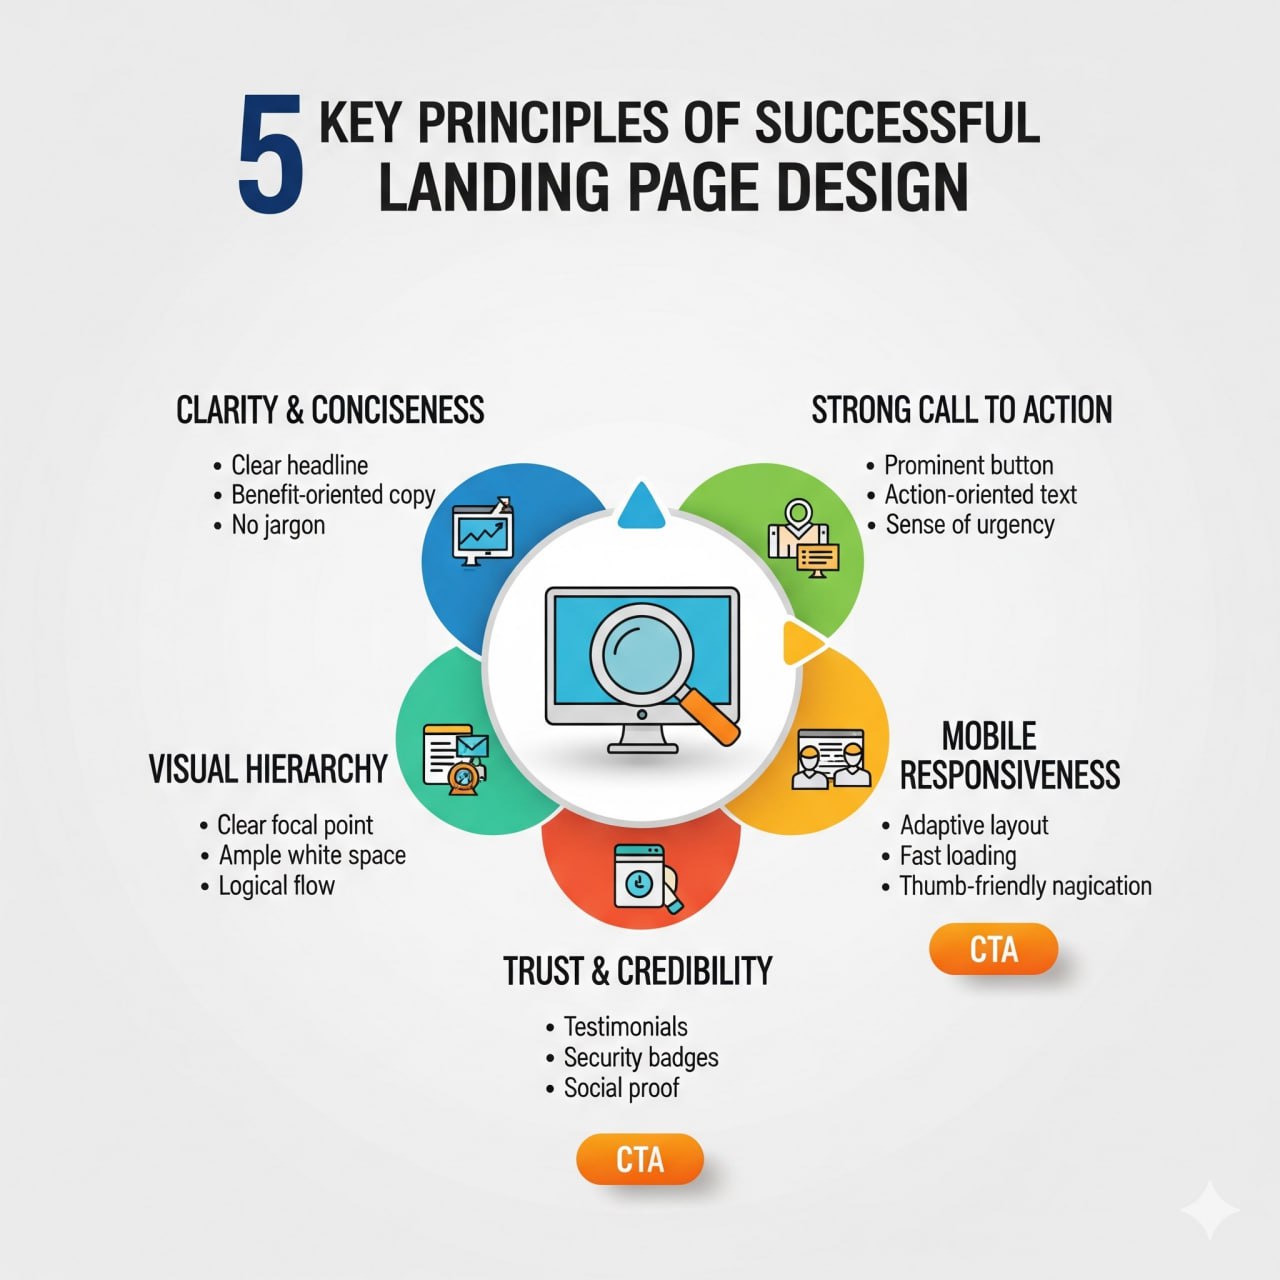 5 KEY PRINCIPLES OF SUCCESSFUL
LANDING PAGE DESIGN
CLARITY & CONCISENESS
• Clear headline
• Benefit-oriented copy
• No jargon
STRONG CALL TO ACTION
• Prominent button
• Action-oriented text
• Sense of urgency
VISUAL HIERARCHY
• Clear focal point
• Ample white space
• Logical flow
MOBILE
RESPONSIVENESS
• Adaptive layout
• Fast loading
• Thumb-friendly nagication
CTA
TRUST & CREDIBILITY
• Testimonials
• Security badges
• Social proof
CTA